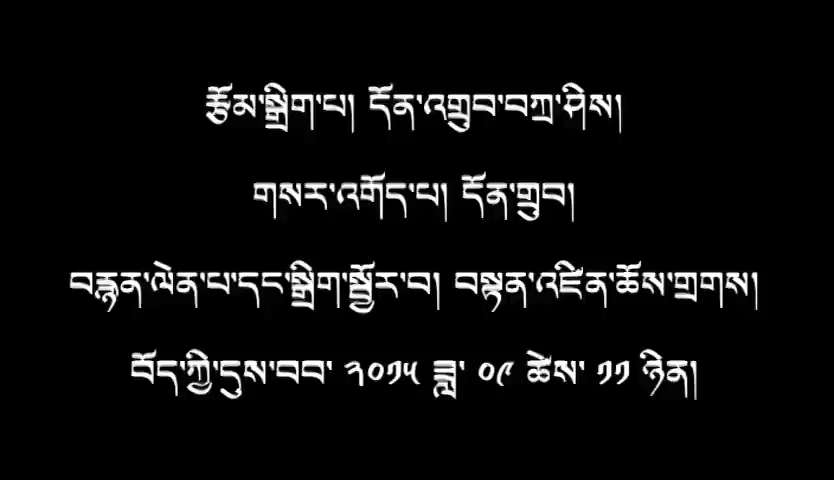 རྩོམ་སྒྲིག་པ། དོན་འགྲུབ་བཀྲ་ཤིས།
གསར་འགོད་པ། དོན་གྲུབ།
བརྙན་ལེན་པ་དང་སྒྲིག་སྦྱོར་བ། བསྟན་འཛིན་ཆོས་གྲགས།
བོད་ཀྱི་དུས་བབ་ ༢༠༡༥ ཟླ་ ༠༩ ཚེས་ ༡༡ ཉིན།